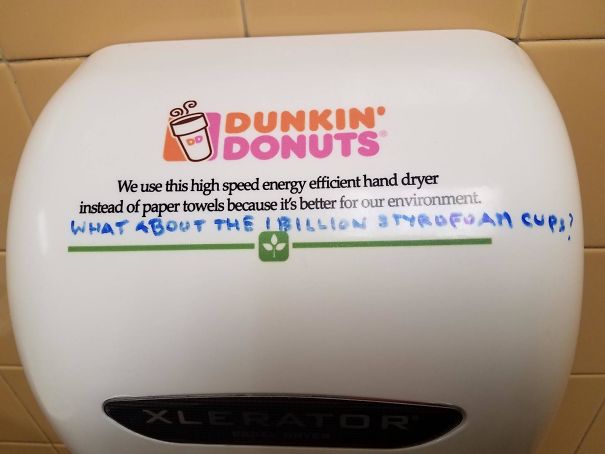 DUNKIN'
DONUTS®
DD
We use this high speed energy efficient hand dryer
instead of paper towels because it's better for our environment.
WHAT ABOUT THE 1 BILLION STYROFOAM CUPS?
XLERATOR®